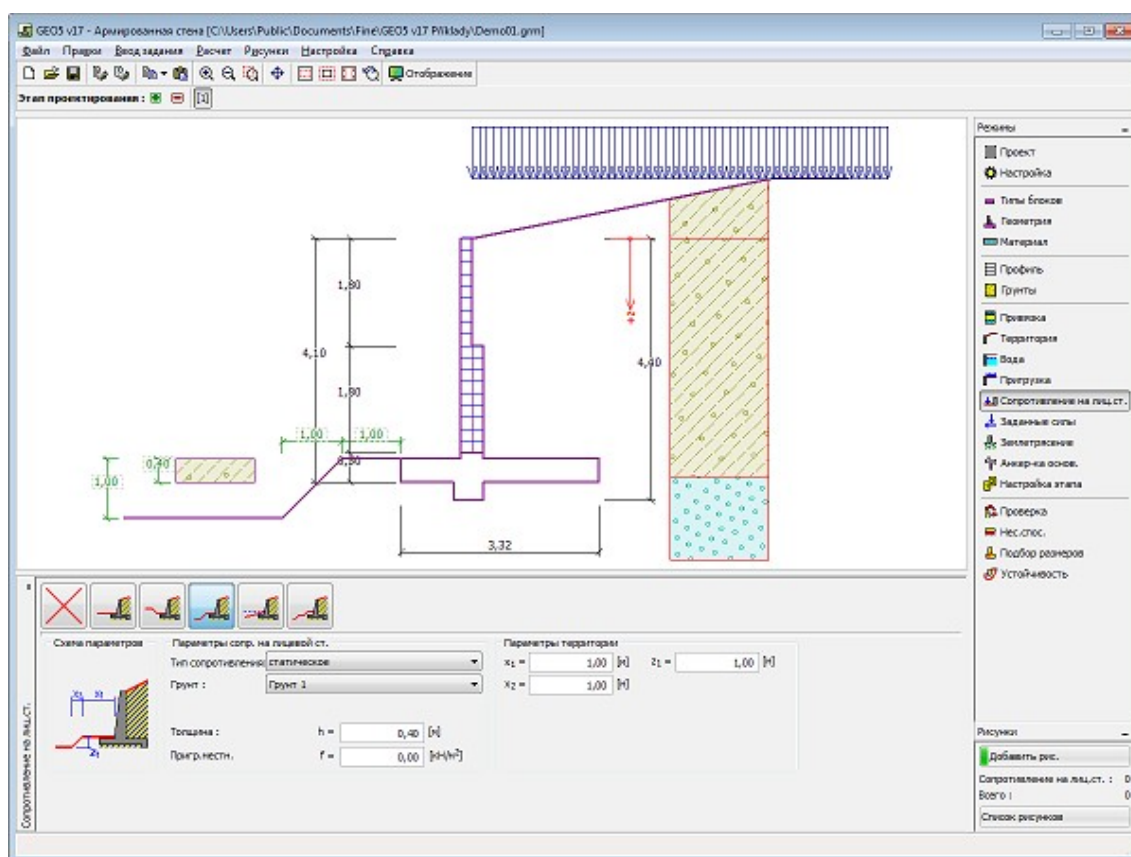 GEO5 v17 - Армированная стена [C:\Users\Public\Documents\Fine\GEO5 v17 Příklady\Demo01.grm]
Файл Правки Ввод задания Расчет Рисунки Настройка Справка
Отображение
Этап проектирования : [1]
Режимы
Проект
Настройка
Типы блоков
Геометрия
Материал
Профиль
Грунты
Привязка
Территория
Вода
Пригрузка
Сопротивление на лиц.ст.
Заданные силы
Землетрясение
Анкер-ка основ.
Настройка этапа
Проверка
Нес.спос.
Подбор размеров
Устойчивость
1,80
4,10
+z
4,40
1,80
1,00 1,00
0,40
1,00
3,32
Схема параметров
x₁
z₁
Параметры сопр. на лицевой ст.
Тип сопротивления: статическое
Грунт : Грунт 1
Толщина : h = 0,40 [м]
Пригр.местн. f = 0,00 [кН/м²]
Параметры территории
x₁ = 1,00 [м] z₁ = 1,00 [м]
x₂ = 1,00 [м]
Сопротивление на лиц.ст.
Рисунки
Добавить рис.
Сопротивление на лиц.ст. : 0
Всего : 0
Список рисунков